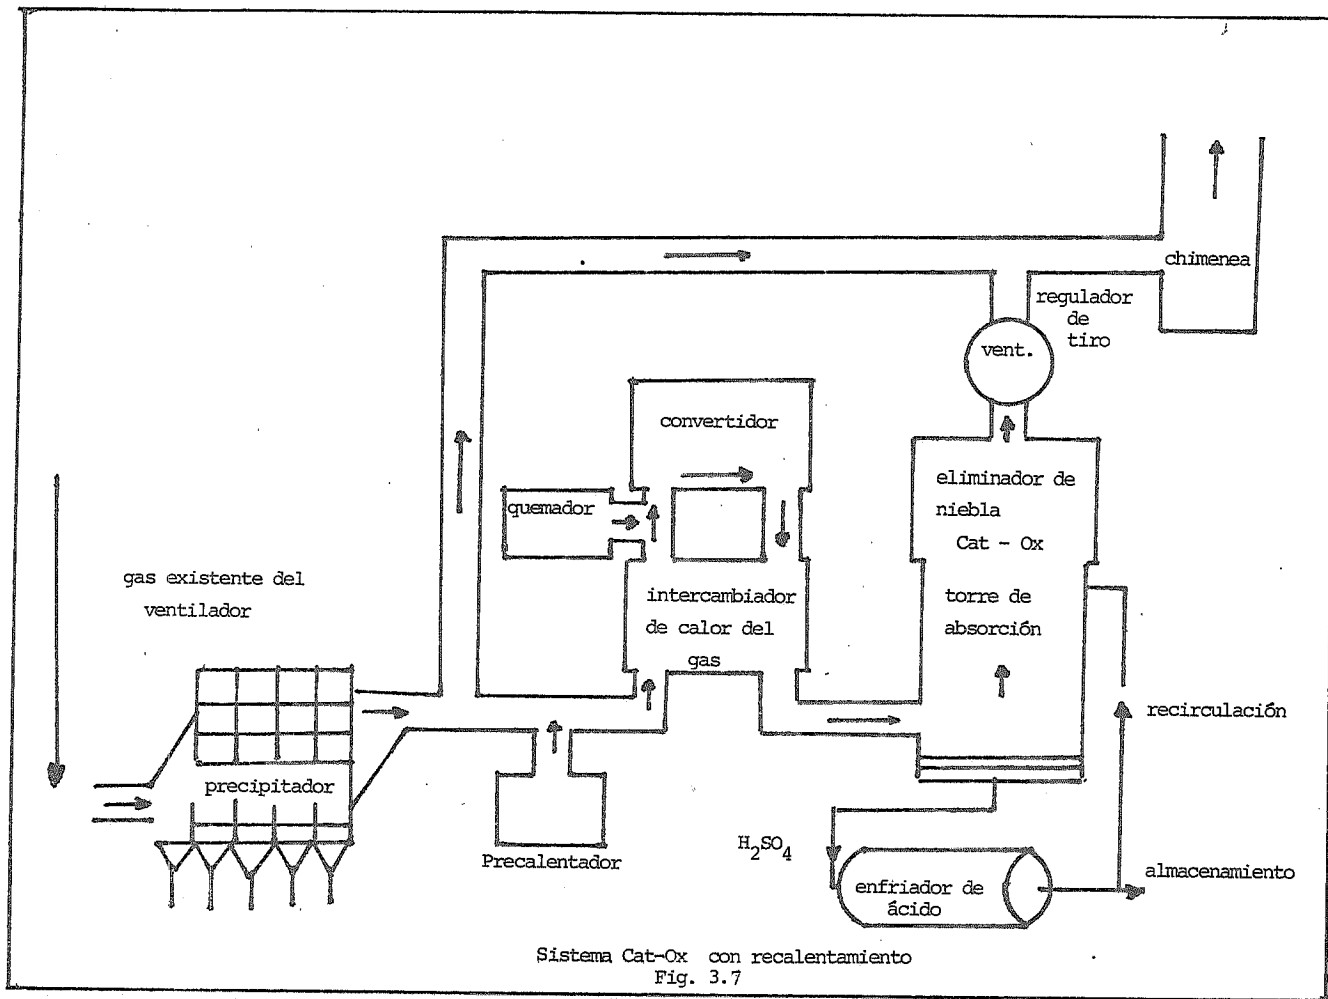 chimenea
regulador
de
tiro
vent.
convertidor
quemador
eliminador de
niebla
Cat - Ox
gas existente del
ventilador
intercambiador
de calor del
gas
torre de
absorción
recirculación
precipitador
Precalentador
H₂SO₄
enfriador de
ácido
almacenamiento
Sistema Cat-Ox con recalentamiento
Fig. 3.7